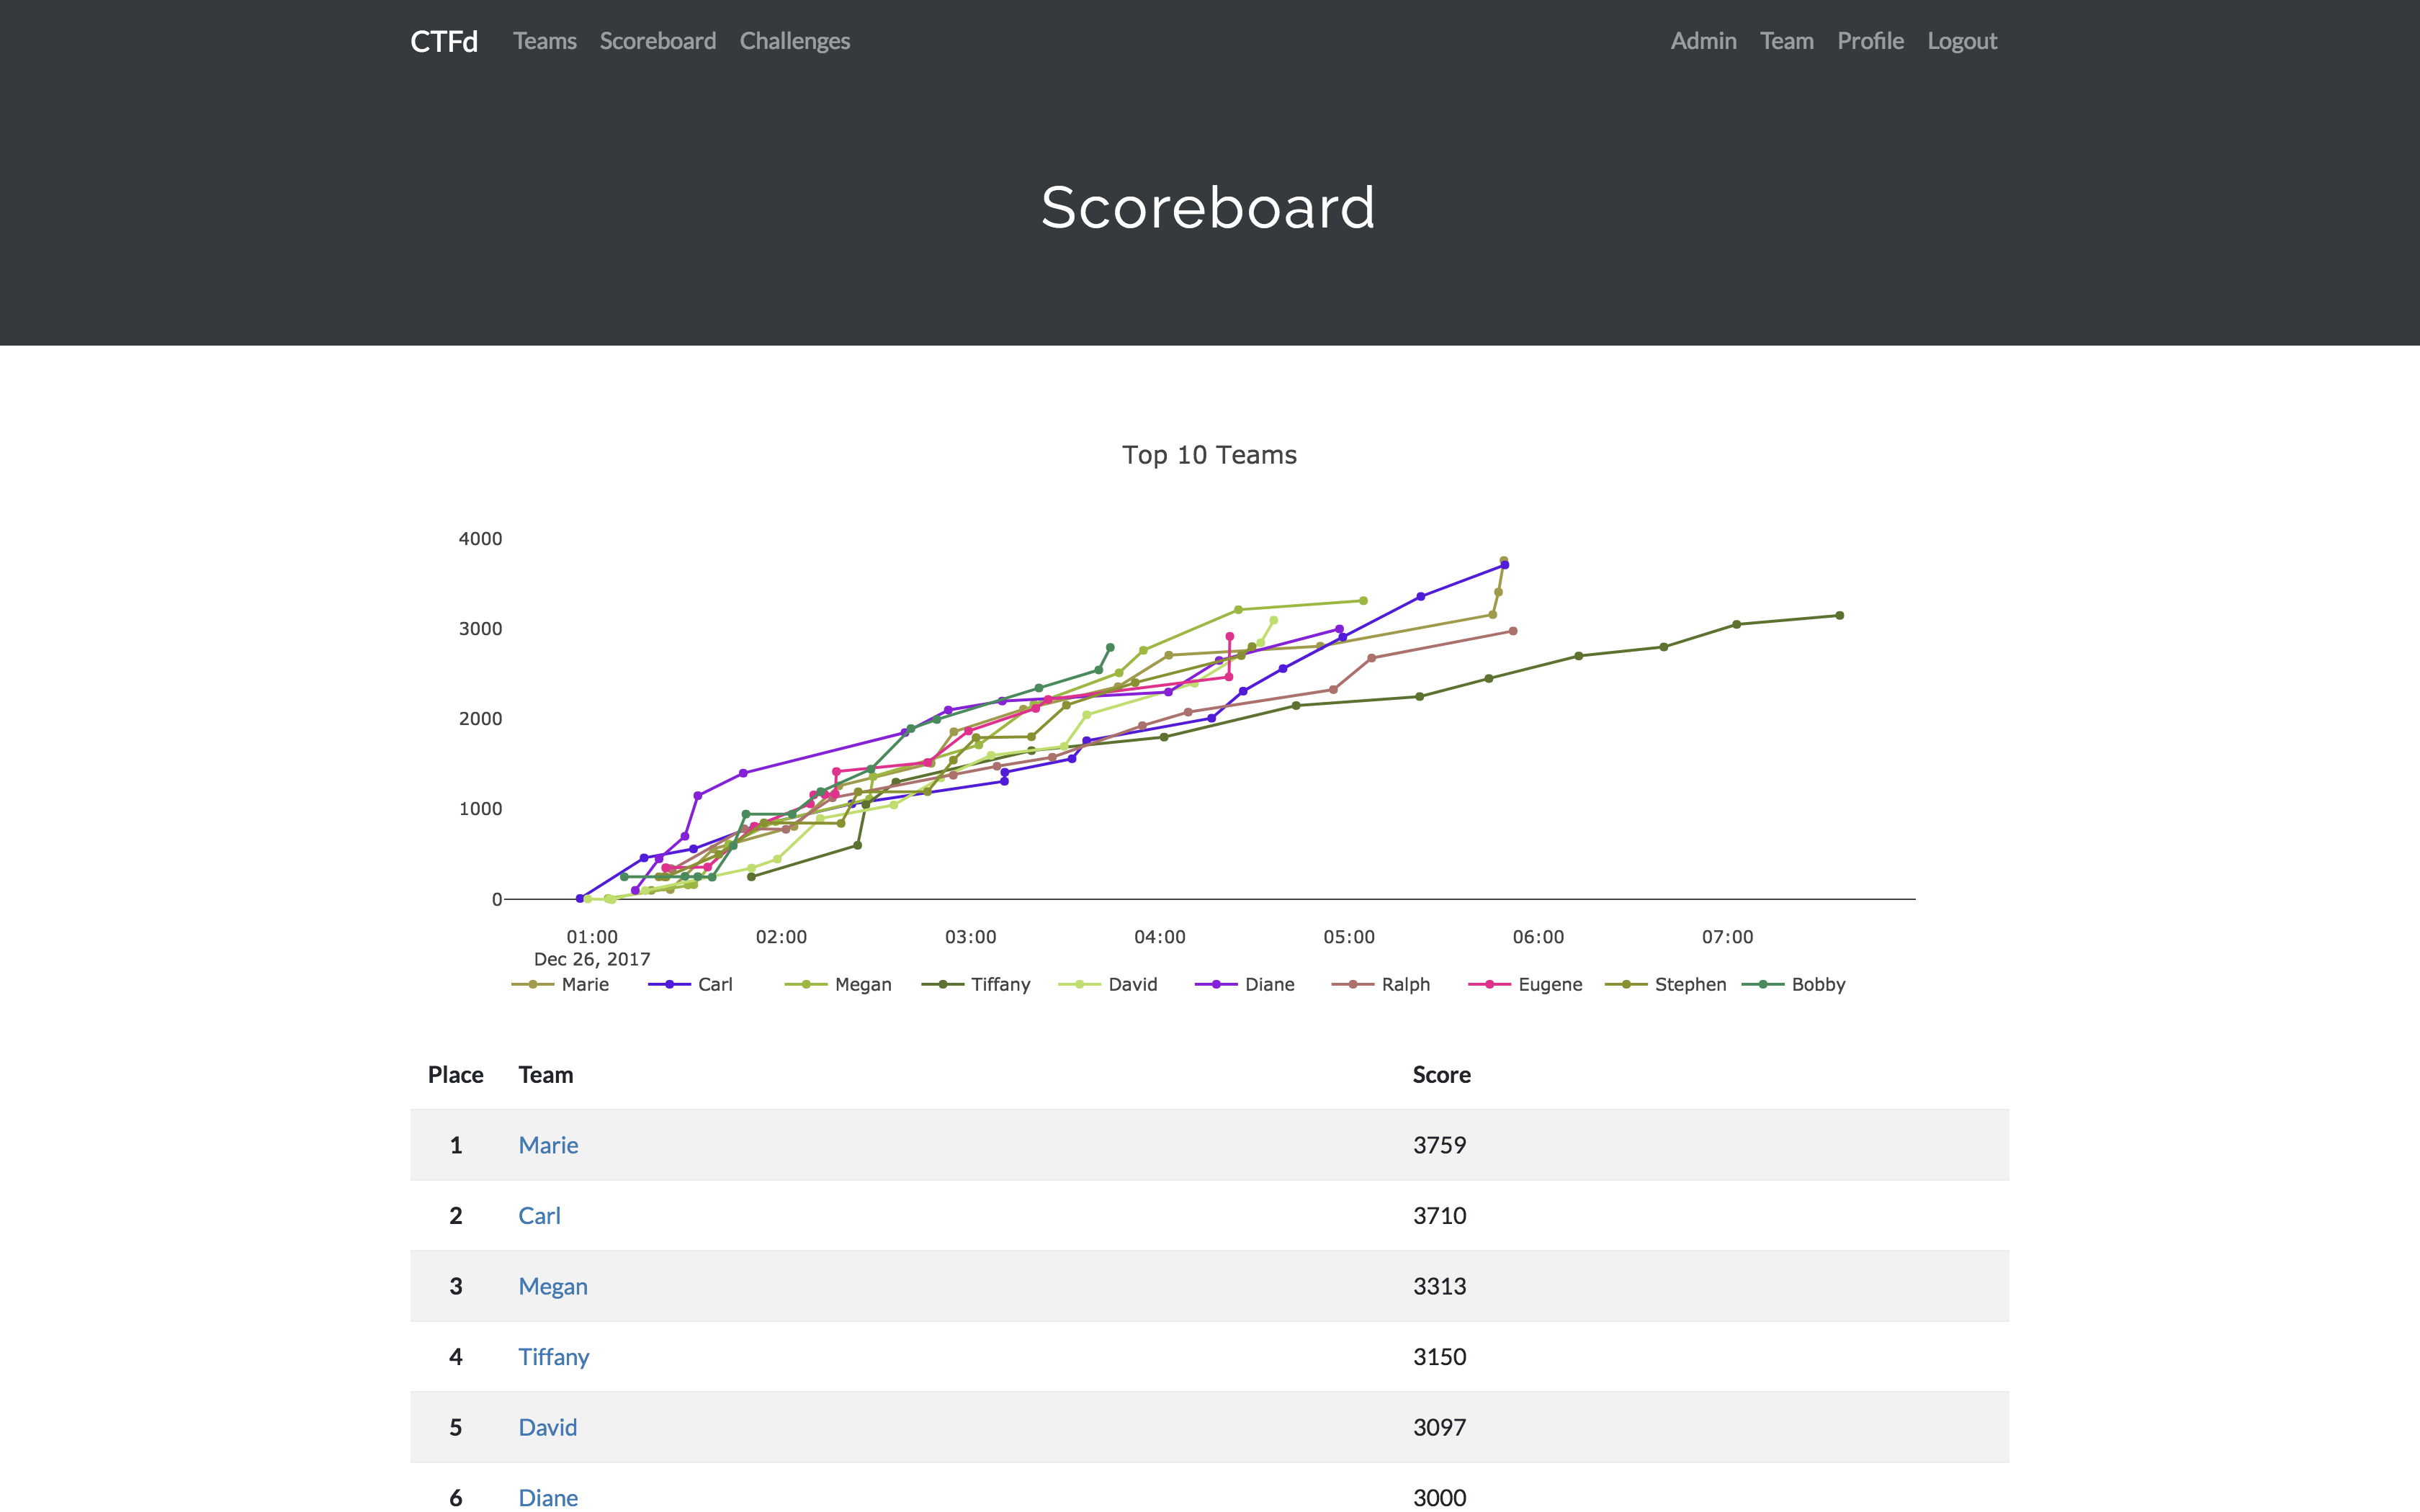 CTFd Teams Scoreboard Challenges Admin Team Profile Logout
Scoreboard
Top 10 Teams
4000
3000
2000
1000
0
01:00 02:00 03:00 04:00 05:00 06:00 07:00
Dec 26, 2017
Marie Carl Megan Tiffany David Diane Ralph Eugene Stephen Bobby
Place Team Score
1 Marie 3759
2 Carl 3710
3 Megan 3313
4 Tiffany 3150
5 David 3097
6 Diane 3000